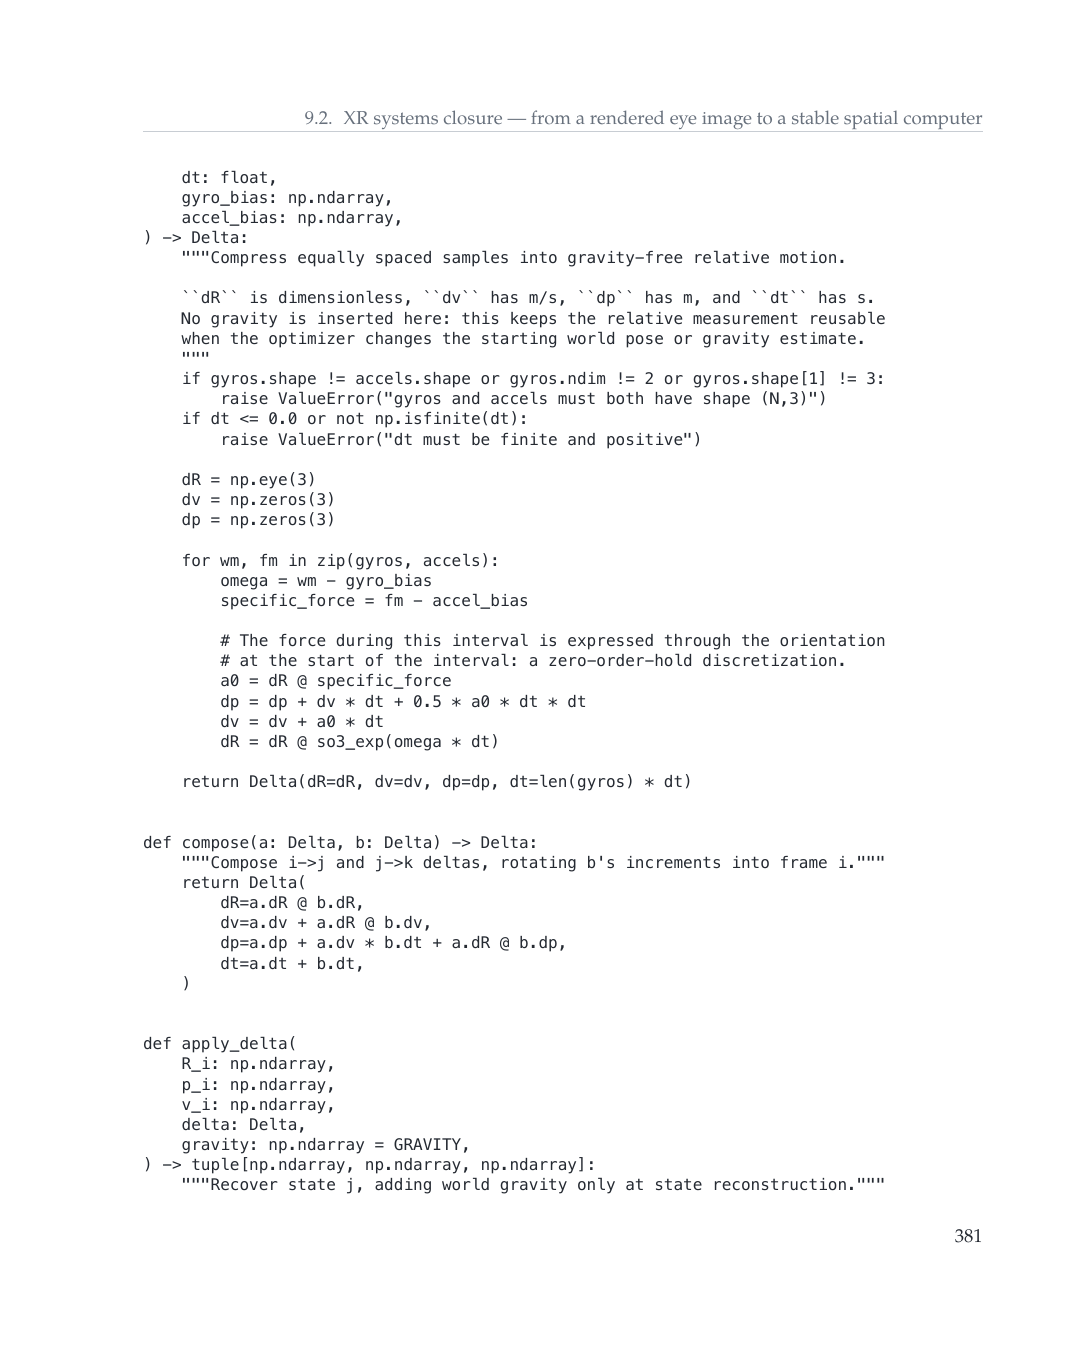 9.2. XR systems closure — from a rendered eye image to a stable spatial computer
    dt: float,
    gyro_bias: np.ndarray,
    accel_bias: np.ndarray,
) -> Delta:
    """Compress equally spaced samples into gravity-free relative motion.

    ``dR`` is dimensionless, ``dv`` has m/s, ``dp`` has m, and ``dt`` has s.
    No gravity is inserted here: this keeps the relative measurement reusable
    when the optimizer changes the starting world pose or gravity estimate.
    """
    if gyros.shape != accels.shape or gyros.ndim != 2 or gyros.shape[1] != 3:
        raise ValueError("gyros and accels must both have shape (N,3)")
    if dt <= 0.0 or not np.isfinite(dt):
        raise ValueError("dt must be finite and positive")

    dR = np.eye(3)
    dv = np.zeros(3)
    dp = np.zeros(3)

    for wm, fm in zip(gyros, accels):
        omega = wm - gyro_bias
        specific_force = fm - accel_bias

        # The force during this interval is expressed through the orientation
        # at the start of the interval: a zero-order-hold discretization.
        a0 = dR @ specific_force
        dp = dp + dv * dt + 0.5 * a0 * dt * dt
        dv = dv + a0 * dt
        dR = dR @ so3_exp(omega * dt)

    return Delta(dR=dR, dv=dv, dp=dp, dt=len(gyros) * dt)


def compose(a: Delta, b: Delta) -> Delta:
    """Compose i->j and j->k deltas, rotating b's increments into frame i."""
    return Delta(
        dR=a.dR @ b.dR,
        dv=a.dv + a.dR @ b.dv,
        dp=a.dp + a.dv * b.dt + a.dR @ b.dp,
        dt=a.dt + b.dt,
    )


def apply_delta(
    R_i: np.ndarray,
    p_i: np.ndarray,
    v_i: np.ndarray,
    delta: Delta,
    gravity: np.ndarray = GRAVITY,
) -> tuple[np.ndarray, np.ndarray, np.ndarray]:
    """Recover state j, adding world gravity only at state reconstruction."""
381